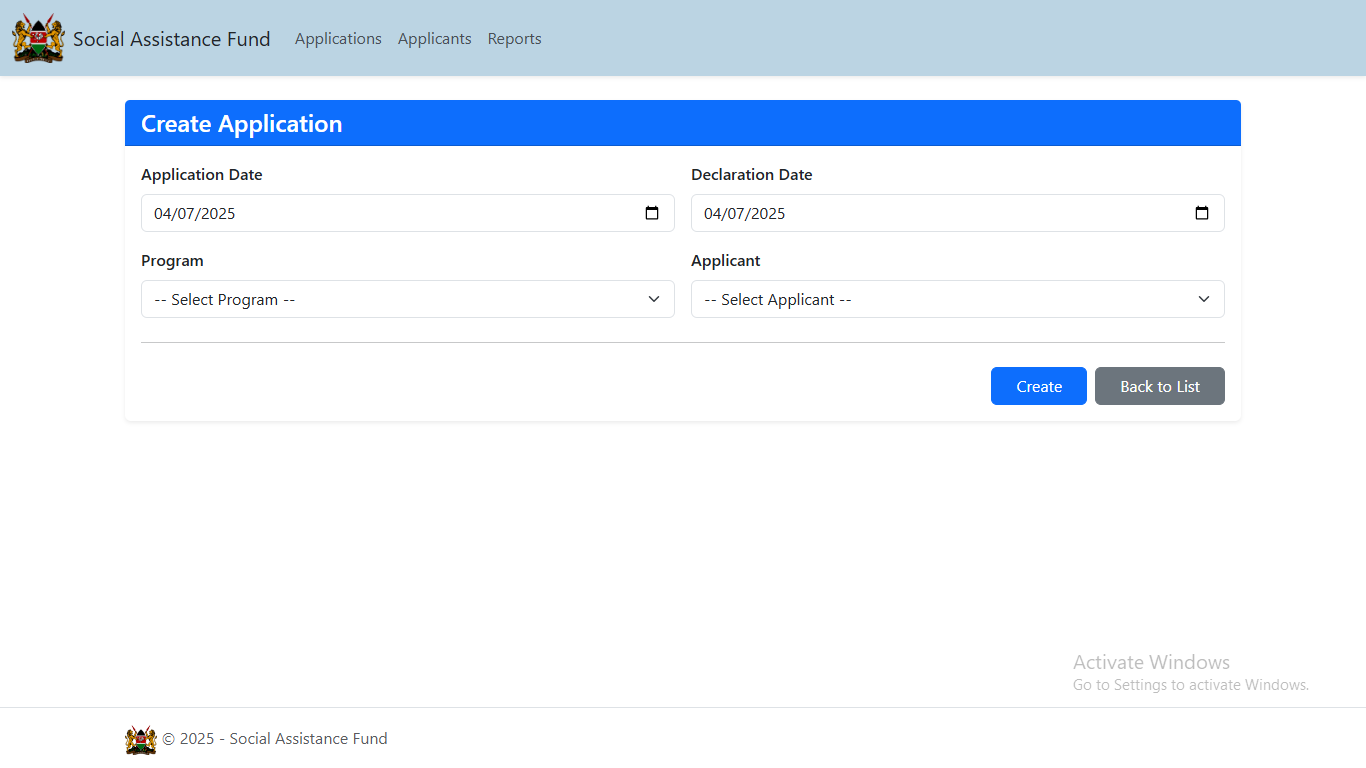 Social Assistance Fund Applications Applicants Reports
Create Application
Application Date Declaration Date
04/07/2025 04/07/2025
Program Applicant
-- Select Program -- -- Select Applicant --
Create Back to List
Activate Windows
Go to Settings to activate Windows.
© 2025 - Social Assistance Fund